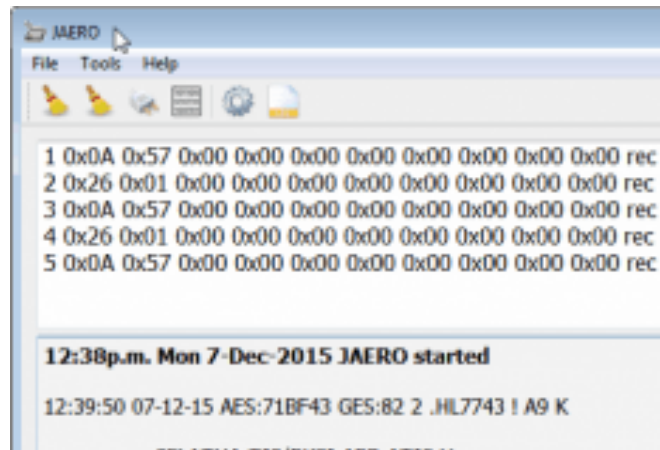 JAERO
File Tools Help
1 0x0A 0x57 0x00 0x00 0x00 0x00 0x00 0x00 0x00 0x00 rec
2 0x26 0x01 0x00 0x00 0x00 0x00 0x00 0x00 0x00 0x00 rec
3 0x0A 0x57 0x00 0x00 0x00 0x00 0x00 0x00 0x00 0x00 rec
4 0x26 0x01 0x00 0x00 0x00 0x00 0x00 0x00 0x00 0x00 rec
5 0x0A 0x57 0x00 0x00 0x00 0x00 0x00 0x00 0x00 0x00 rec
12:38p.m. Mon 7-Dec-2015 JAERO started
12:39:50 07-12-15 AES:71BF43 GES:82 2 .HL7743 ! A9 K